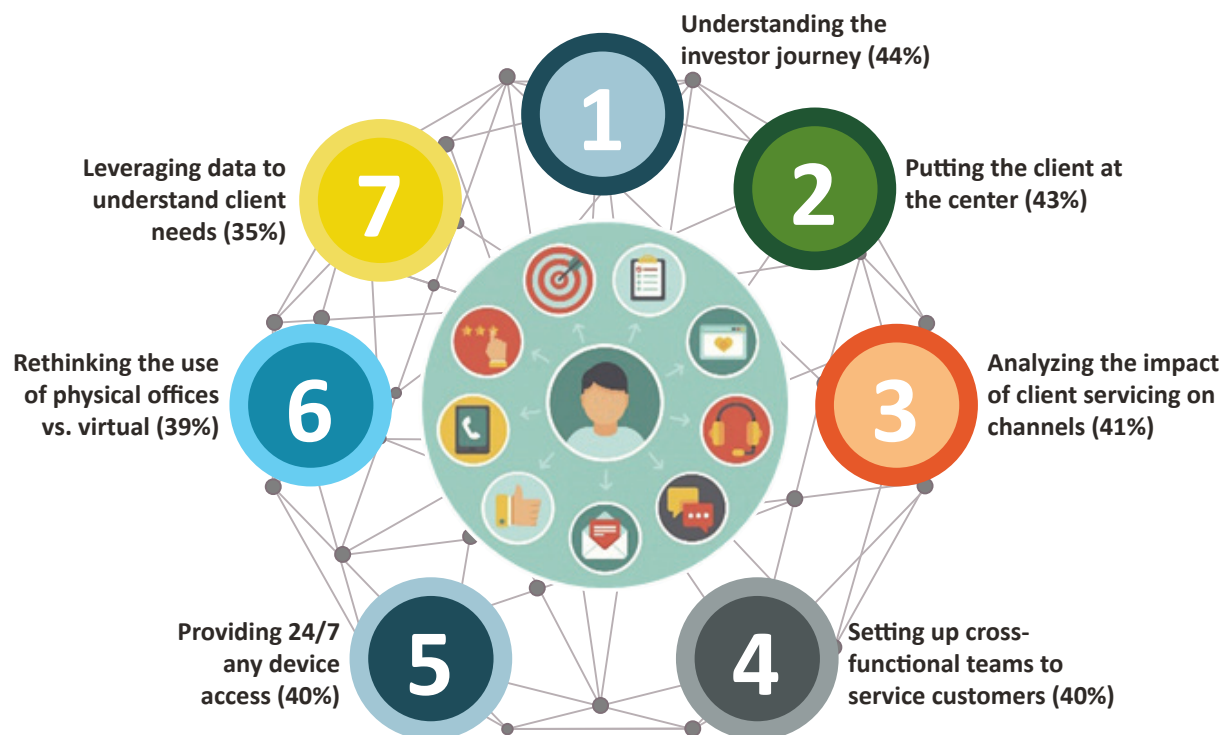 1
Understanding the
investor journey (44%)
2
Putting the client at
the center (43%)
3
Analyzing the impact
of client servicing on
channels (41%)
4
Setting up cross-
functional teams to
service customers (40%)
5
Providing 24/7
any device
access (40%)
6
Rethinking the use
of physical offices
vs. virtual (39%)
7
Leveraging data to
understand client
needs (35%)